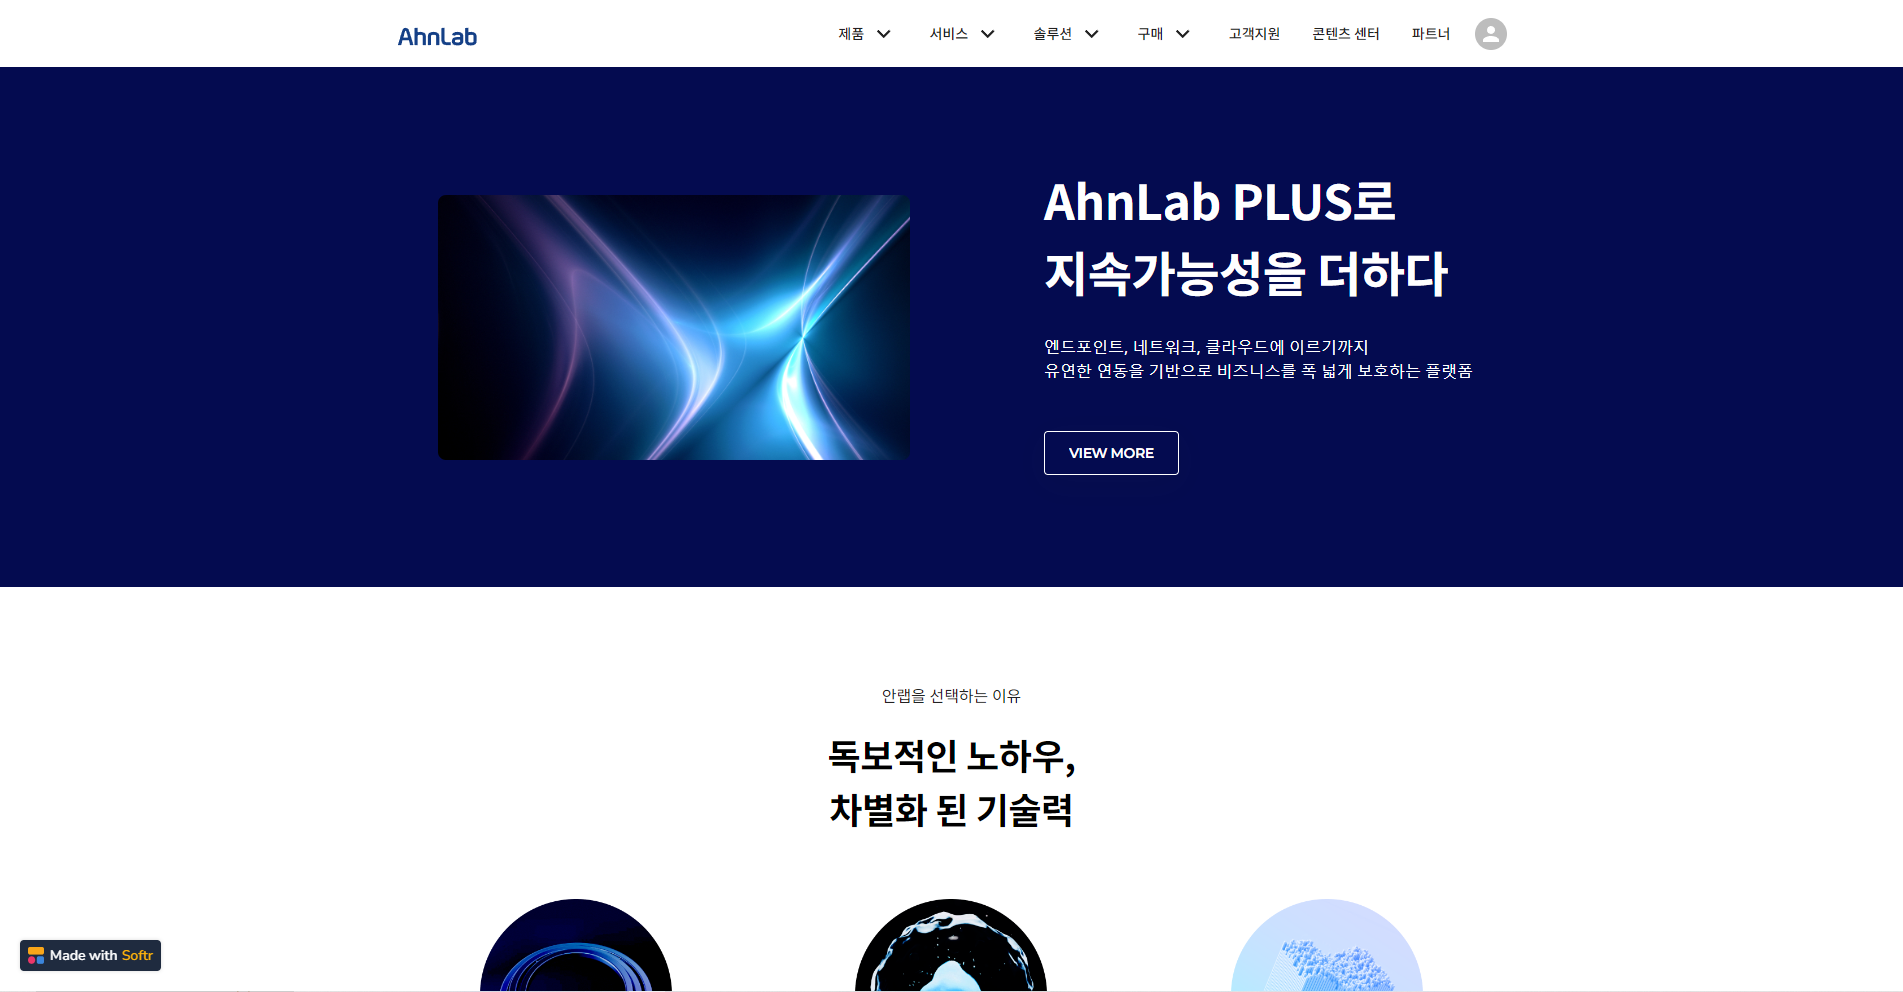 AhnLab
제품
서비스
솔루션
구매
고객지원
콘텐츠 센터
파트너
AhnLab PLUS로
지속가능성을 더하다
엔드포인트, 네트워크, 클라우드에 이르기까지
유연한 연동을 기반으로 비즈니스를 폭 넓게 보호하는 플랫폼
VIEW MORE
안랩을 선택하는 이유
독보적인 노하우,
차별화 된 기술력
Made with Softr